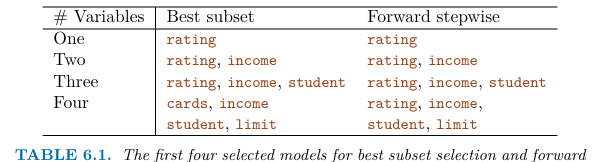 # Variables Best subset Forward stepwise
One rating rating
Two rating, income rating, income
Three rating, income, student rating, income, student
Four cards, income rating, income,
student, limit student, limit
TABLE 6.1. The first four selected models for best subset selection and forward